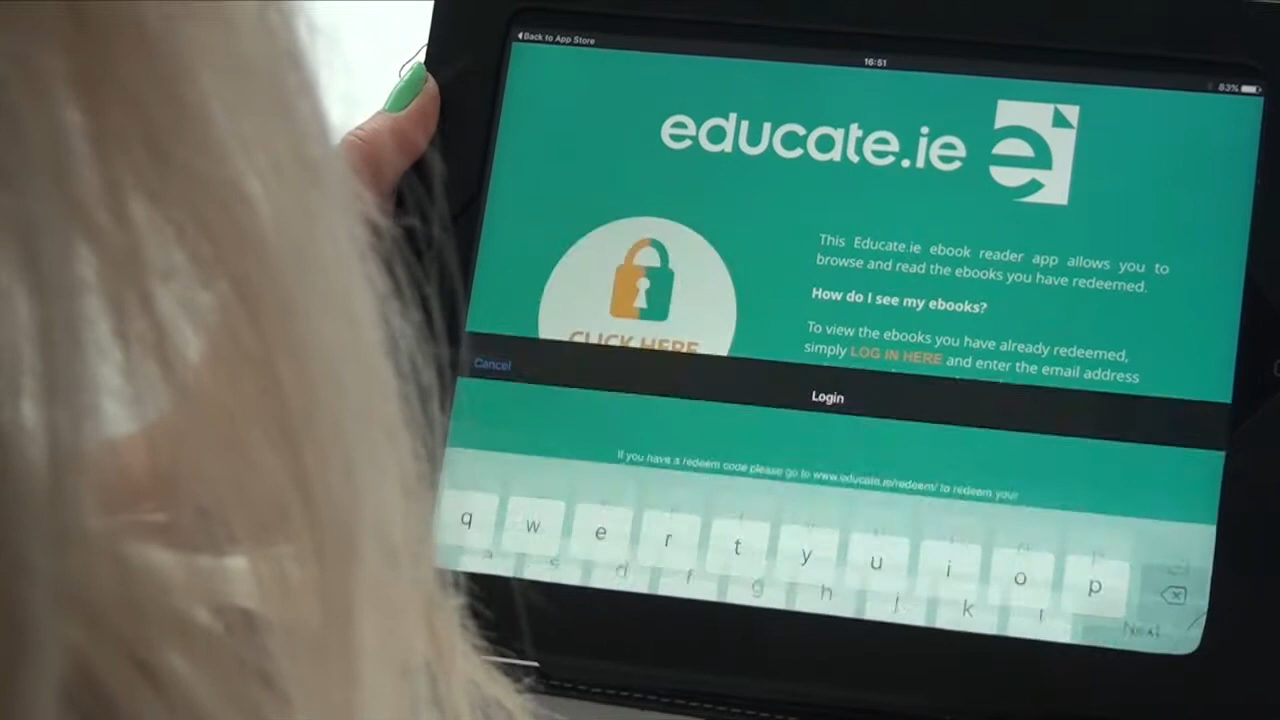 Back to App Store
16:51
83%
educate.ie
e
This Educate.ie ebook reader app allows you to
browse and read the ebooks you have redeemed.
How do I see my ebooks?
To view the ebooks you have already redeemed,
simply LOG IN HERE and enter the email address
CLICK HERE
Cancel
Login
If you have a redeem code please go to www.educate.ie/redeem/ to redeem your
q w e r t y u i o p
a s d f g h j k l
Next